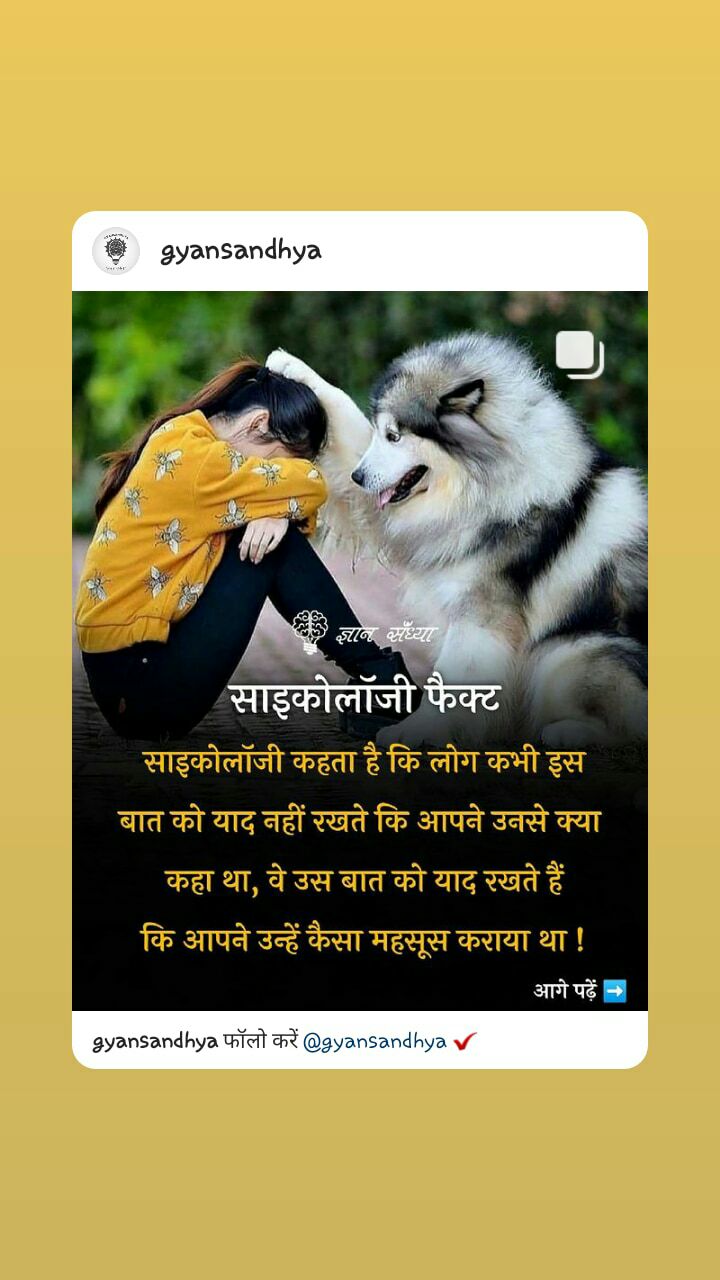 gyansandhya
ज्ञान संध्या
साइकोलॉजी फैक्ट
साइकोलॉजी कहता है कि लोग कभी इस
बात को याद नहीं रखते कि आपने उनसे क्या
कहा था, वे उस बात को याद रखते हैं
कि आपने उन्हें कैसा महसूस कराया था !
आगे पढ़ें ➡️
gyansandhya फॉलो करें @gyansandhya ✔